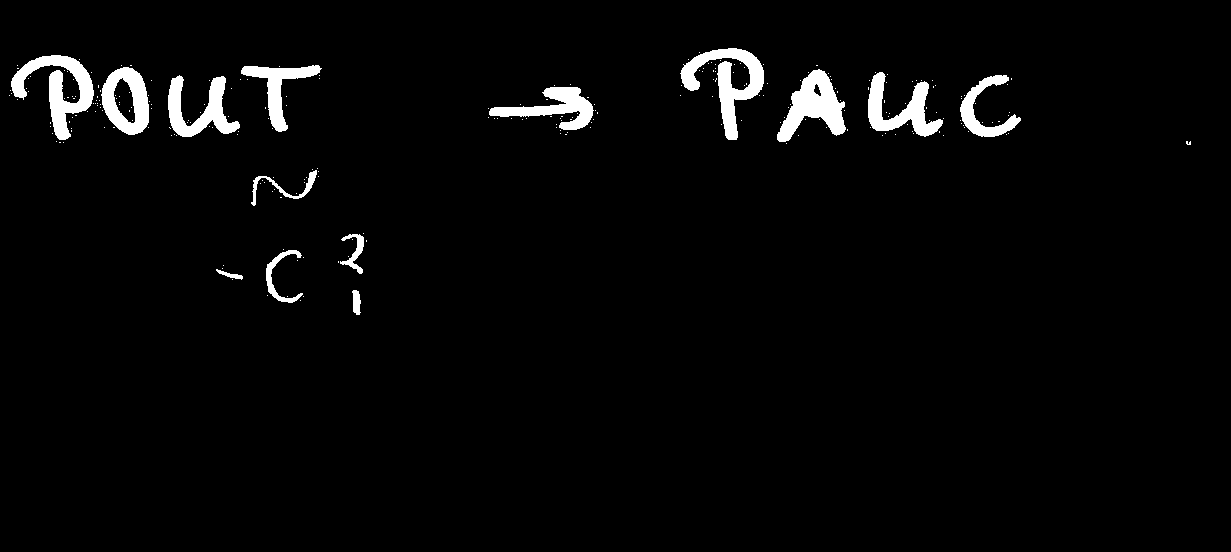 POUT → PAUC
~
-C?